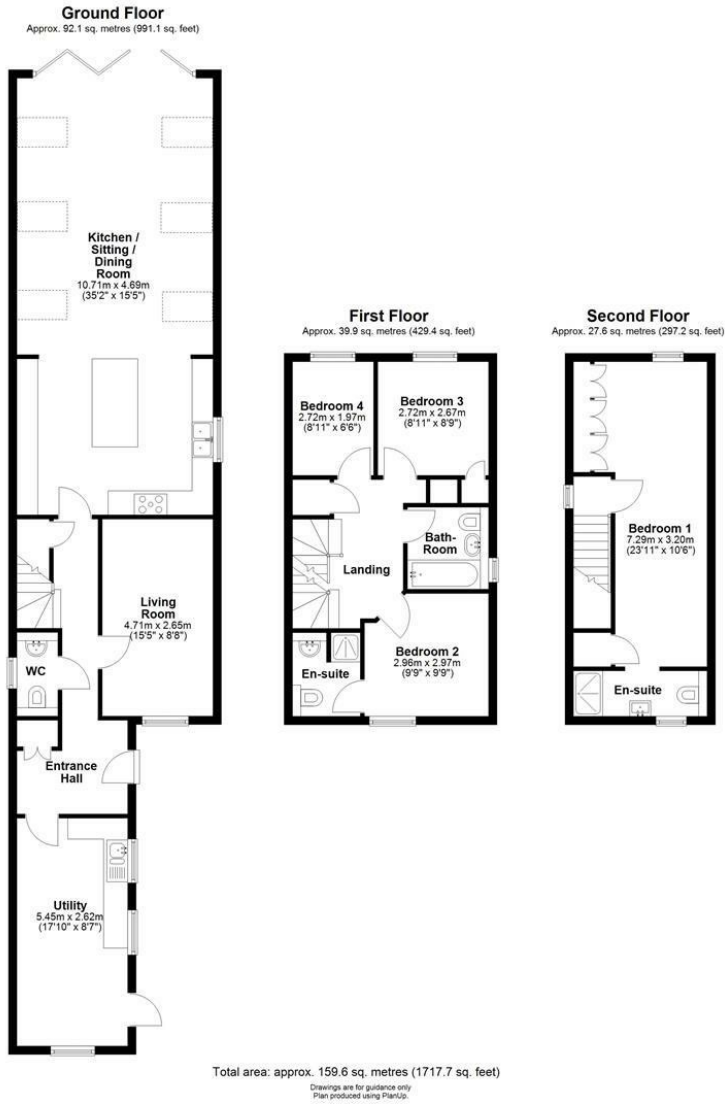 Ground Floor
Approx. 92.1 sq. metres (991.1 sq. feet)
Kitchen /
Sitting /
Dining
Room
10.71m x 4.69m
(35'2" x 15'5")
Living
Room
4.71m x 2.65m
(15'5" x 8'8")
WC
Entrance
Hall
Utility
5.45m x 2.62m
(17'10" x 8'7")
First Floor
Approx. 39.9 sq. metres (429.4 sq. feet)
Bedroom 4
2.72m x 1.97m
(8'11" x 6'6")
Bedroom 3
2.72m x 2.67m
(8'11" x 8'9")
Bath-
Room
Landing
Bedroom 2
2.96m x 2.97m
(9'9" x 9'9")
En-suite
Second Floor
Approx. 27.6 sq. metres (297.2 sq. feet)
Bedroom 1
7.29m x 3.20m
(23'11" x 10'6")
En-suite
Total area: approx. 159.6 sq. metres (1717.7 sq. feet)
Drawings are for guidance only
Plan produced using PlanUp.